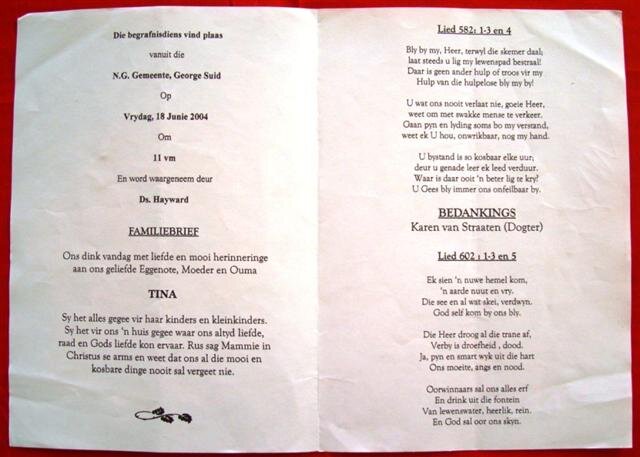 Die begrafnisdiens vind plaas
vanuit die
N.G. Gemeente, George Suid
Op
Vrydag, 18 Junie 2004
Om
11 vm
En word waargeneem deur
Ds. Hayward
FAMILIEBRIEF
Ons dink vandag met liefde en mooi herinneringe
aan ons geliefde Eggenote, Moeder en Ouma
TINA
Sy het alles gegee vir haar kinders en kleinkinders.
Sy het vir ons 'n huis gegee waar ons altyd liefde,
raad en Gods liefde kon ervaar. Rus sag Mammie in
Christus se arms en weet dat ons al die mooi en
kosbare dinge nooit sal vergeet nie.
Lied 582: 1-3 en 4
Bly by my, Heer, terwyl die skemer daal;
laat steeds u lig my lewenspad bestraal!
Daar is geen ander hulp of troos vir my
Hulp van die hulpelose bly my by!
U wat ons nooit verlaat nie, goeie Heer,
weet om met swakke mense te verkeer.
Gaan pyn en lyding soms bo my verstand,
weet ek U hou, onwrikbaar, nog my hand.
U bystand is so kosbaar elke uur;
deur u genade leer ek leed verduur.
Waar is daar ooit 'n beter lig te kry?
U Gees bly immer ons onfeilbaar by.
BEDANKINGS
Karen van Straaten (Dogter)
Lied 602 : 1-3 en 5
Ek sien 'n nuwe hemel kom,
'n aarde nuut en vry.
Die see en al wat skei, verdwyn.
God self kom by ons bly.
Die Heer droog al die trane af,
Verby is droefheid , dood.
Ja, pyn en smart wyk uit die hart
Ons moeite, angs en nood.
Oorwinnaars sal ons alles erf
En drink uit die fontein
Van lewenswater, heerlik, rein.
En God sal oor ons skyn.